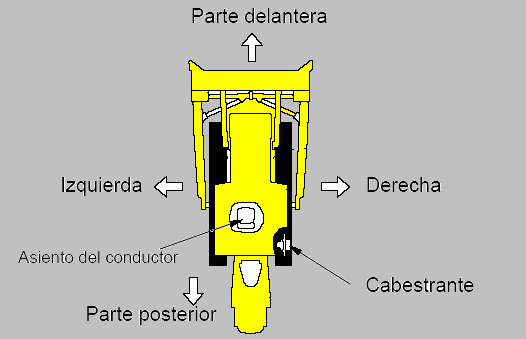 Parte delantera
Izquierda
Derecha
Asiento del conductor
Cabestrante
Parte posterior